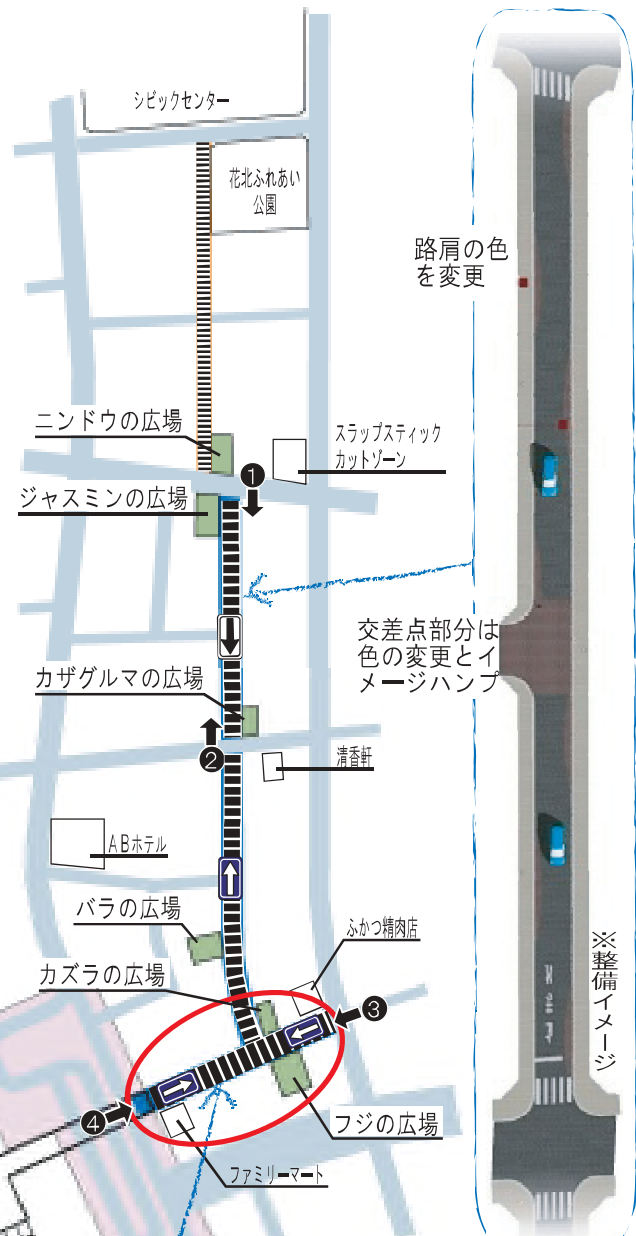 シビックセンター
花北ふれあい
公園
路肩の色
を変更
ニンドウの広場
スラップスティック
カットゾーン
❶
ジャスミンの広場
交差点部分は
色の変更とイ
メージハンプ
カザグルマの広場
❷
清香軒
ABホテル
バラの広場
ふかつ精肉店
カズラの広場
❸
※整備イメージ
❹
フジの広場
ファミリーマート